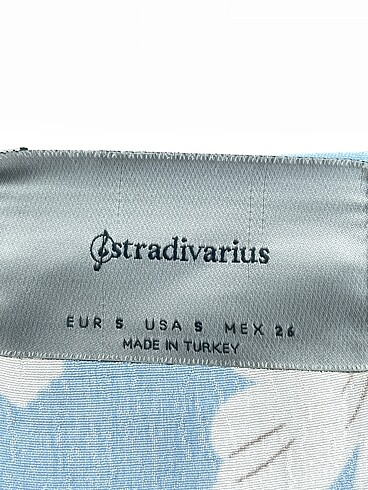 stradivarius
EUR S USA S MEX 26
MADE IN TURKEY